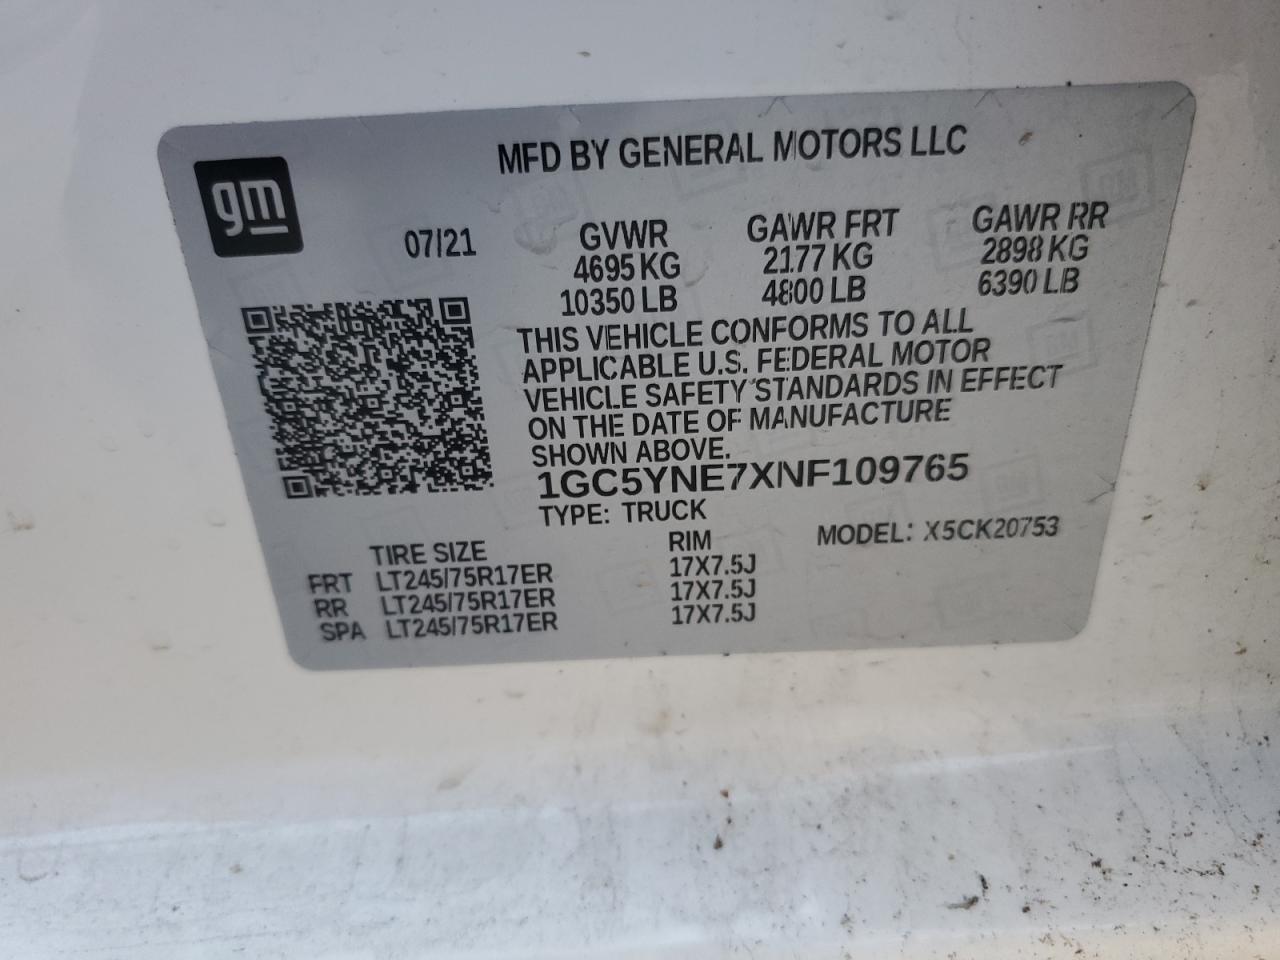 gm
MFD BY GENERAL MOTORS LLC
07/21
GVWR GAWR FRT GAWR RR
4695 KG 2177 KG 2898 KG
10350 LB 4800 LB 6390 LB
THIS VEHICLE CONFORMS TO ALL
APPLICABLE U.S. FEDERAL MOTOR
VEHICLE SAFETY STANDARDS IN EFFECT
ON THE DATE OF MANUFACTURE
SHOWN ABOVE.
1GC5YNE7XNF109765
TYPE: TRUCK
MODEL: X5CK20753
TIRE SIZE RIM
FRT LT245/75R17ER 17X7.5J
RR LT245/75R17ER 17X7.5J
SPA LT245/75R17ER 17X7.5J